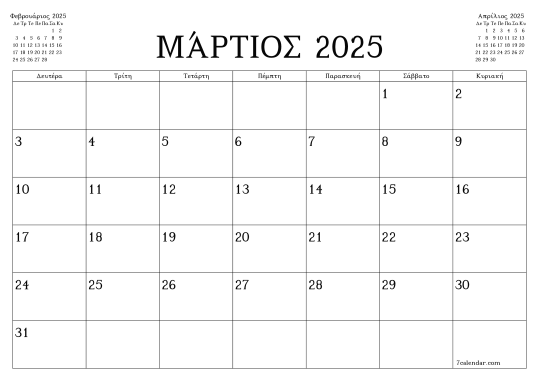 Φεβρουάριος 2025
Δε Τρ Τε Πε Πα Σα Κυ
1 2
3 4 5 6 7 8 9
10 11 12 13 14 15 16
17 18 19 20 21 22 23
24 25 26 27 28
ΜΆΡΤΙΟΣ 2025
Απρίλιος 2025
Δε Τρ Τε Πε Πα Σα Κυ
1 2 3 4 5 6
7 8 9 10 11 12 13
14 15 16 17 18 19 20
21 22 23 24 25 26 27
28 29 30
Δευτέρα Τρίτη Τετάρτη Πέμπτη Παρασκευή Σάββατο Κυριακή
1 2
3 4 5 6 7 8 9
10 11 12 13 14 15 16
17 18 19 20 21 22 23
24 25 26 27 28 29 30
31
7calendar.com